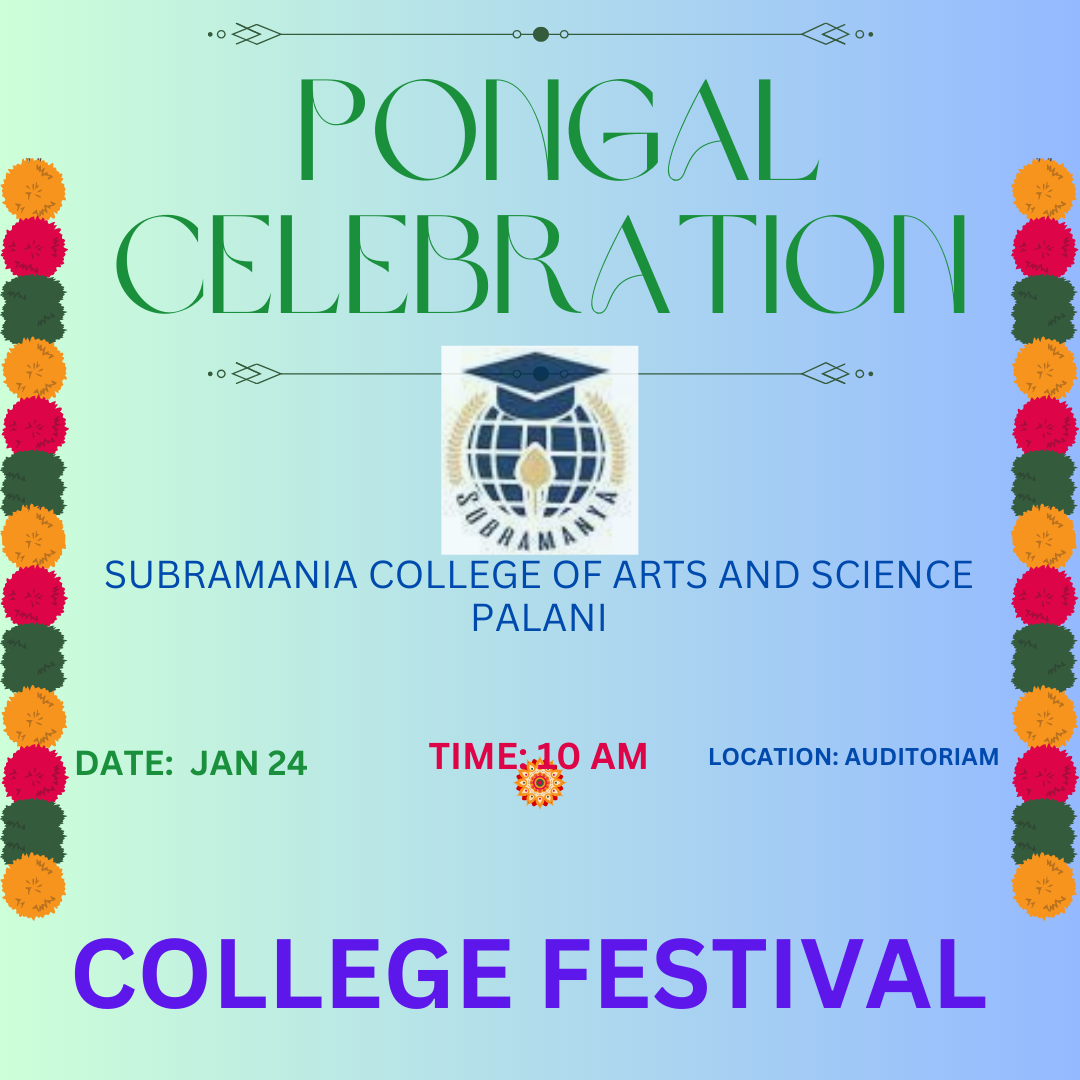 PONGAL
CELEBRATION
SUBRAMANYA
SUBRAMANIA COLLEGE OF ARTS AND SCIENCE
PALANI
DATE: JAN 24
TIME: 10 AM
LOCATION: AUDITORIAM
COLLEGE FESTIVAL